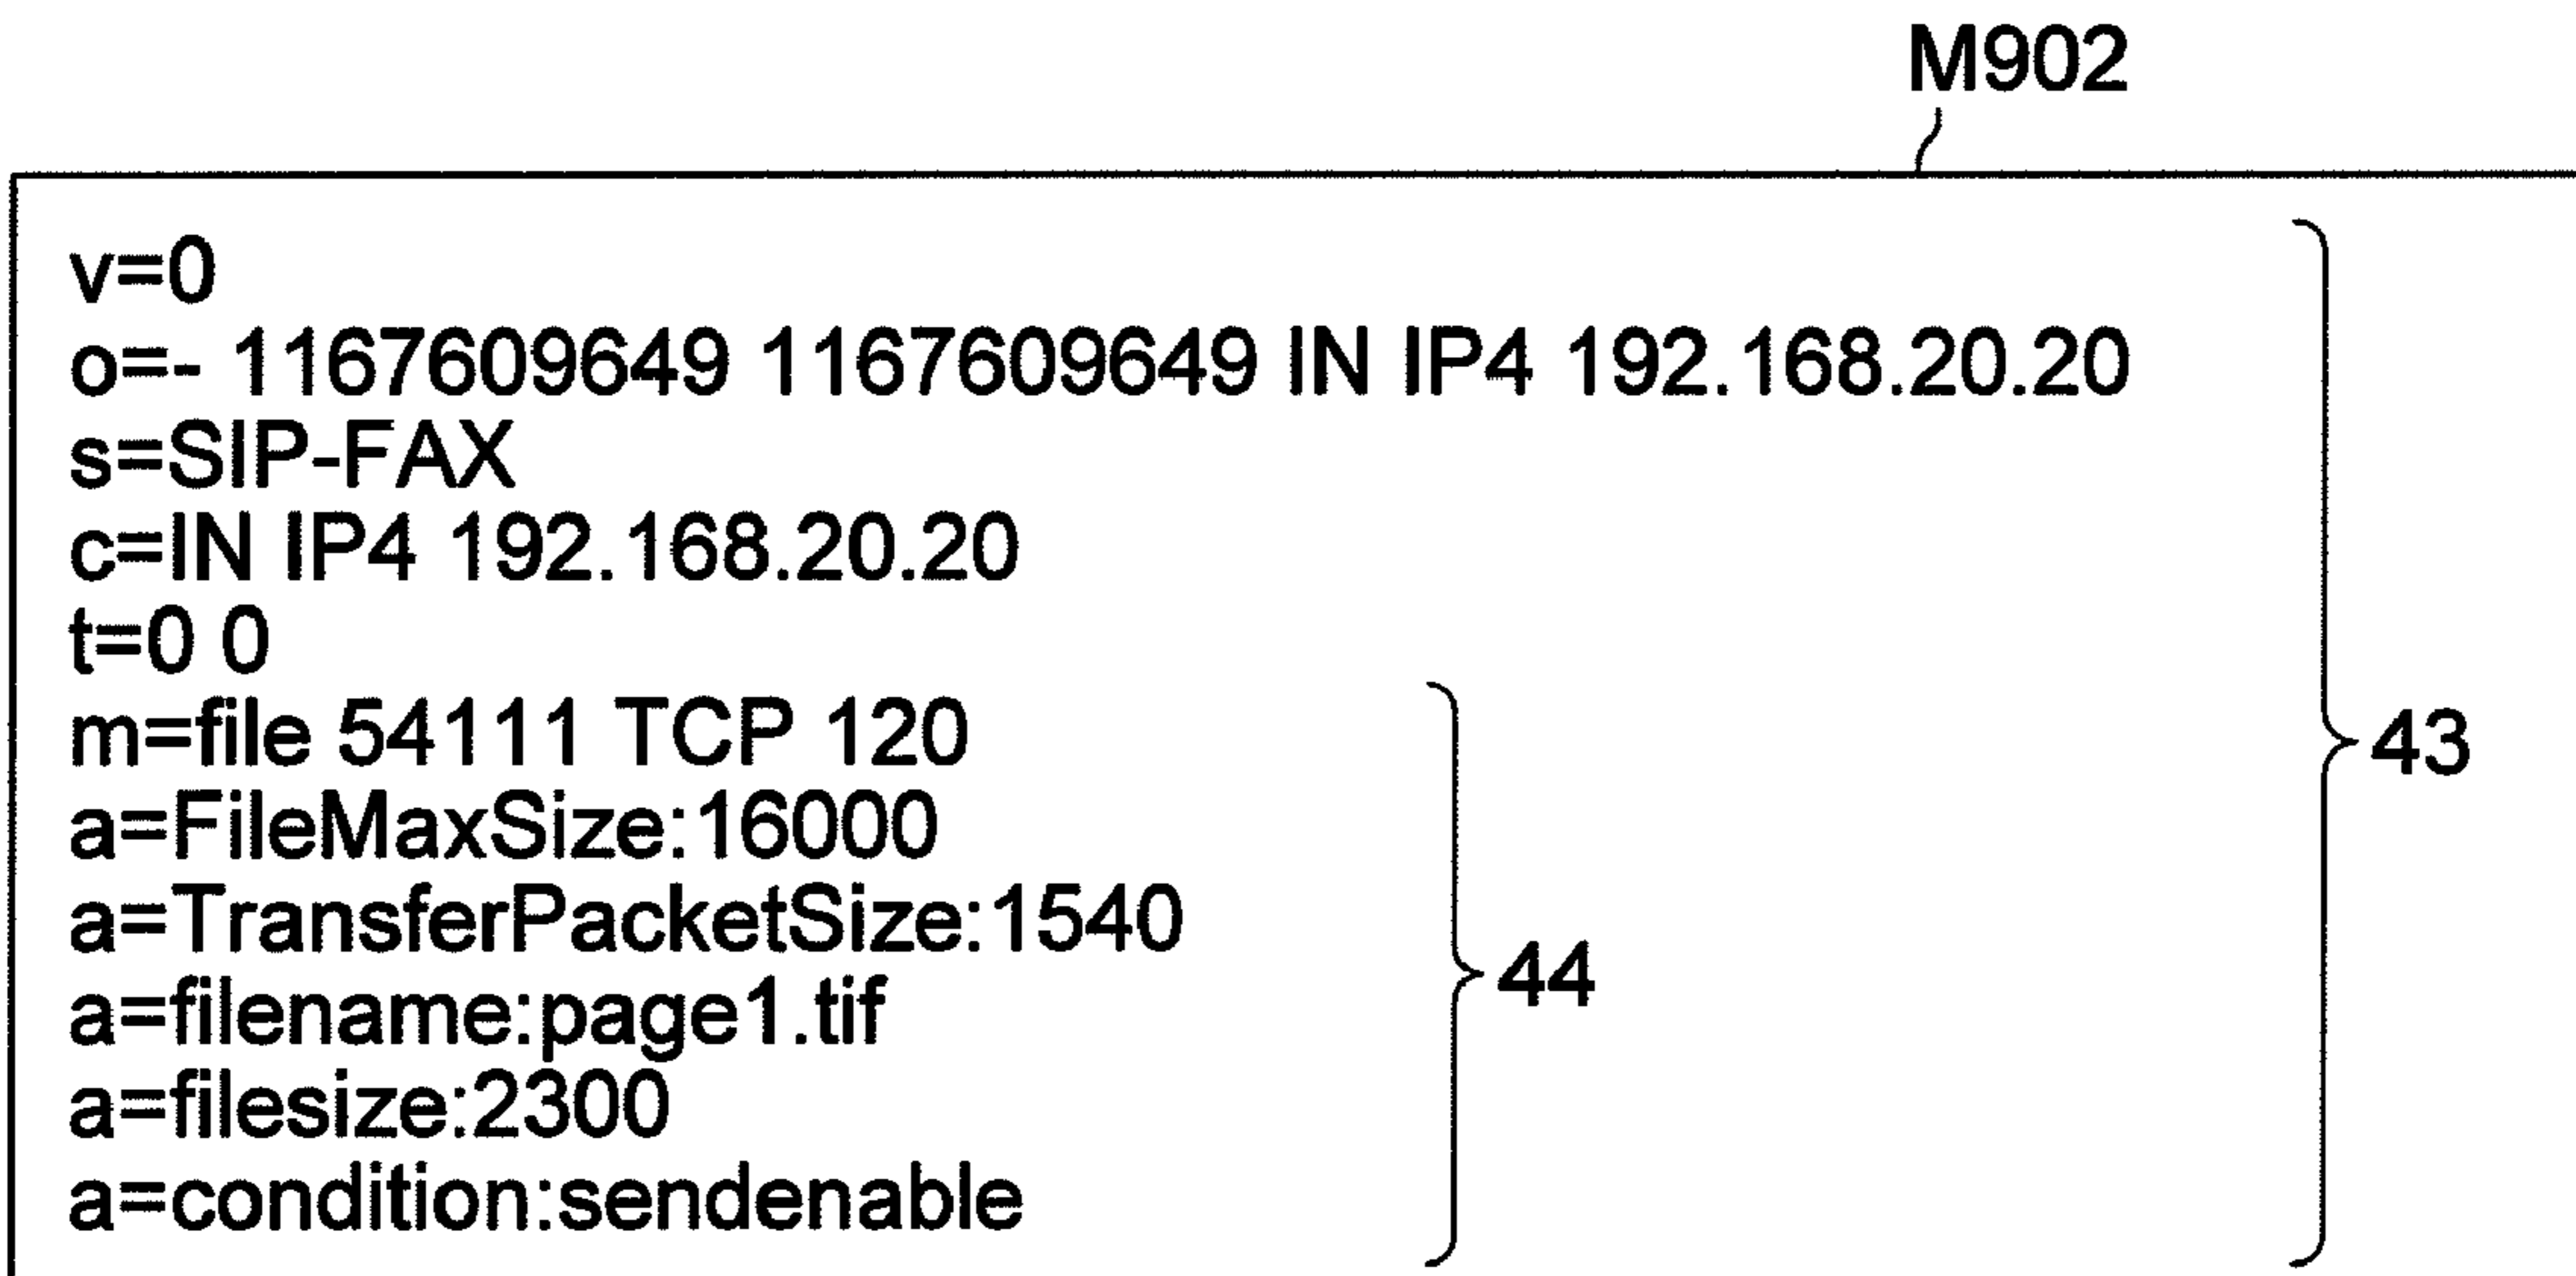 M902
v=0
o=- 1167609649 1167609649 IN IP4 192.168.20.20
s=SIP-FAX
c=IN IP4 192.168.20.20
t=0 0
m=file 54111 TCP 120
43
a=FileMaxSize:16000
a=TransferPacketSize:1540
44
a=filename:page1.tif
a=filesize:2300
a=condition:sendenable